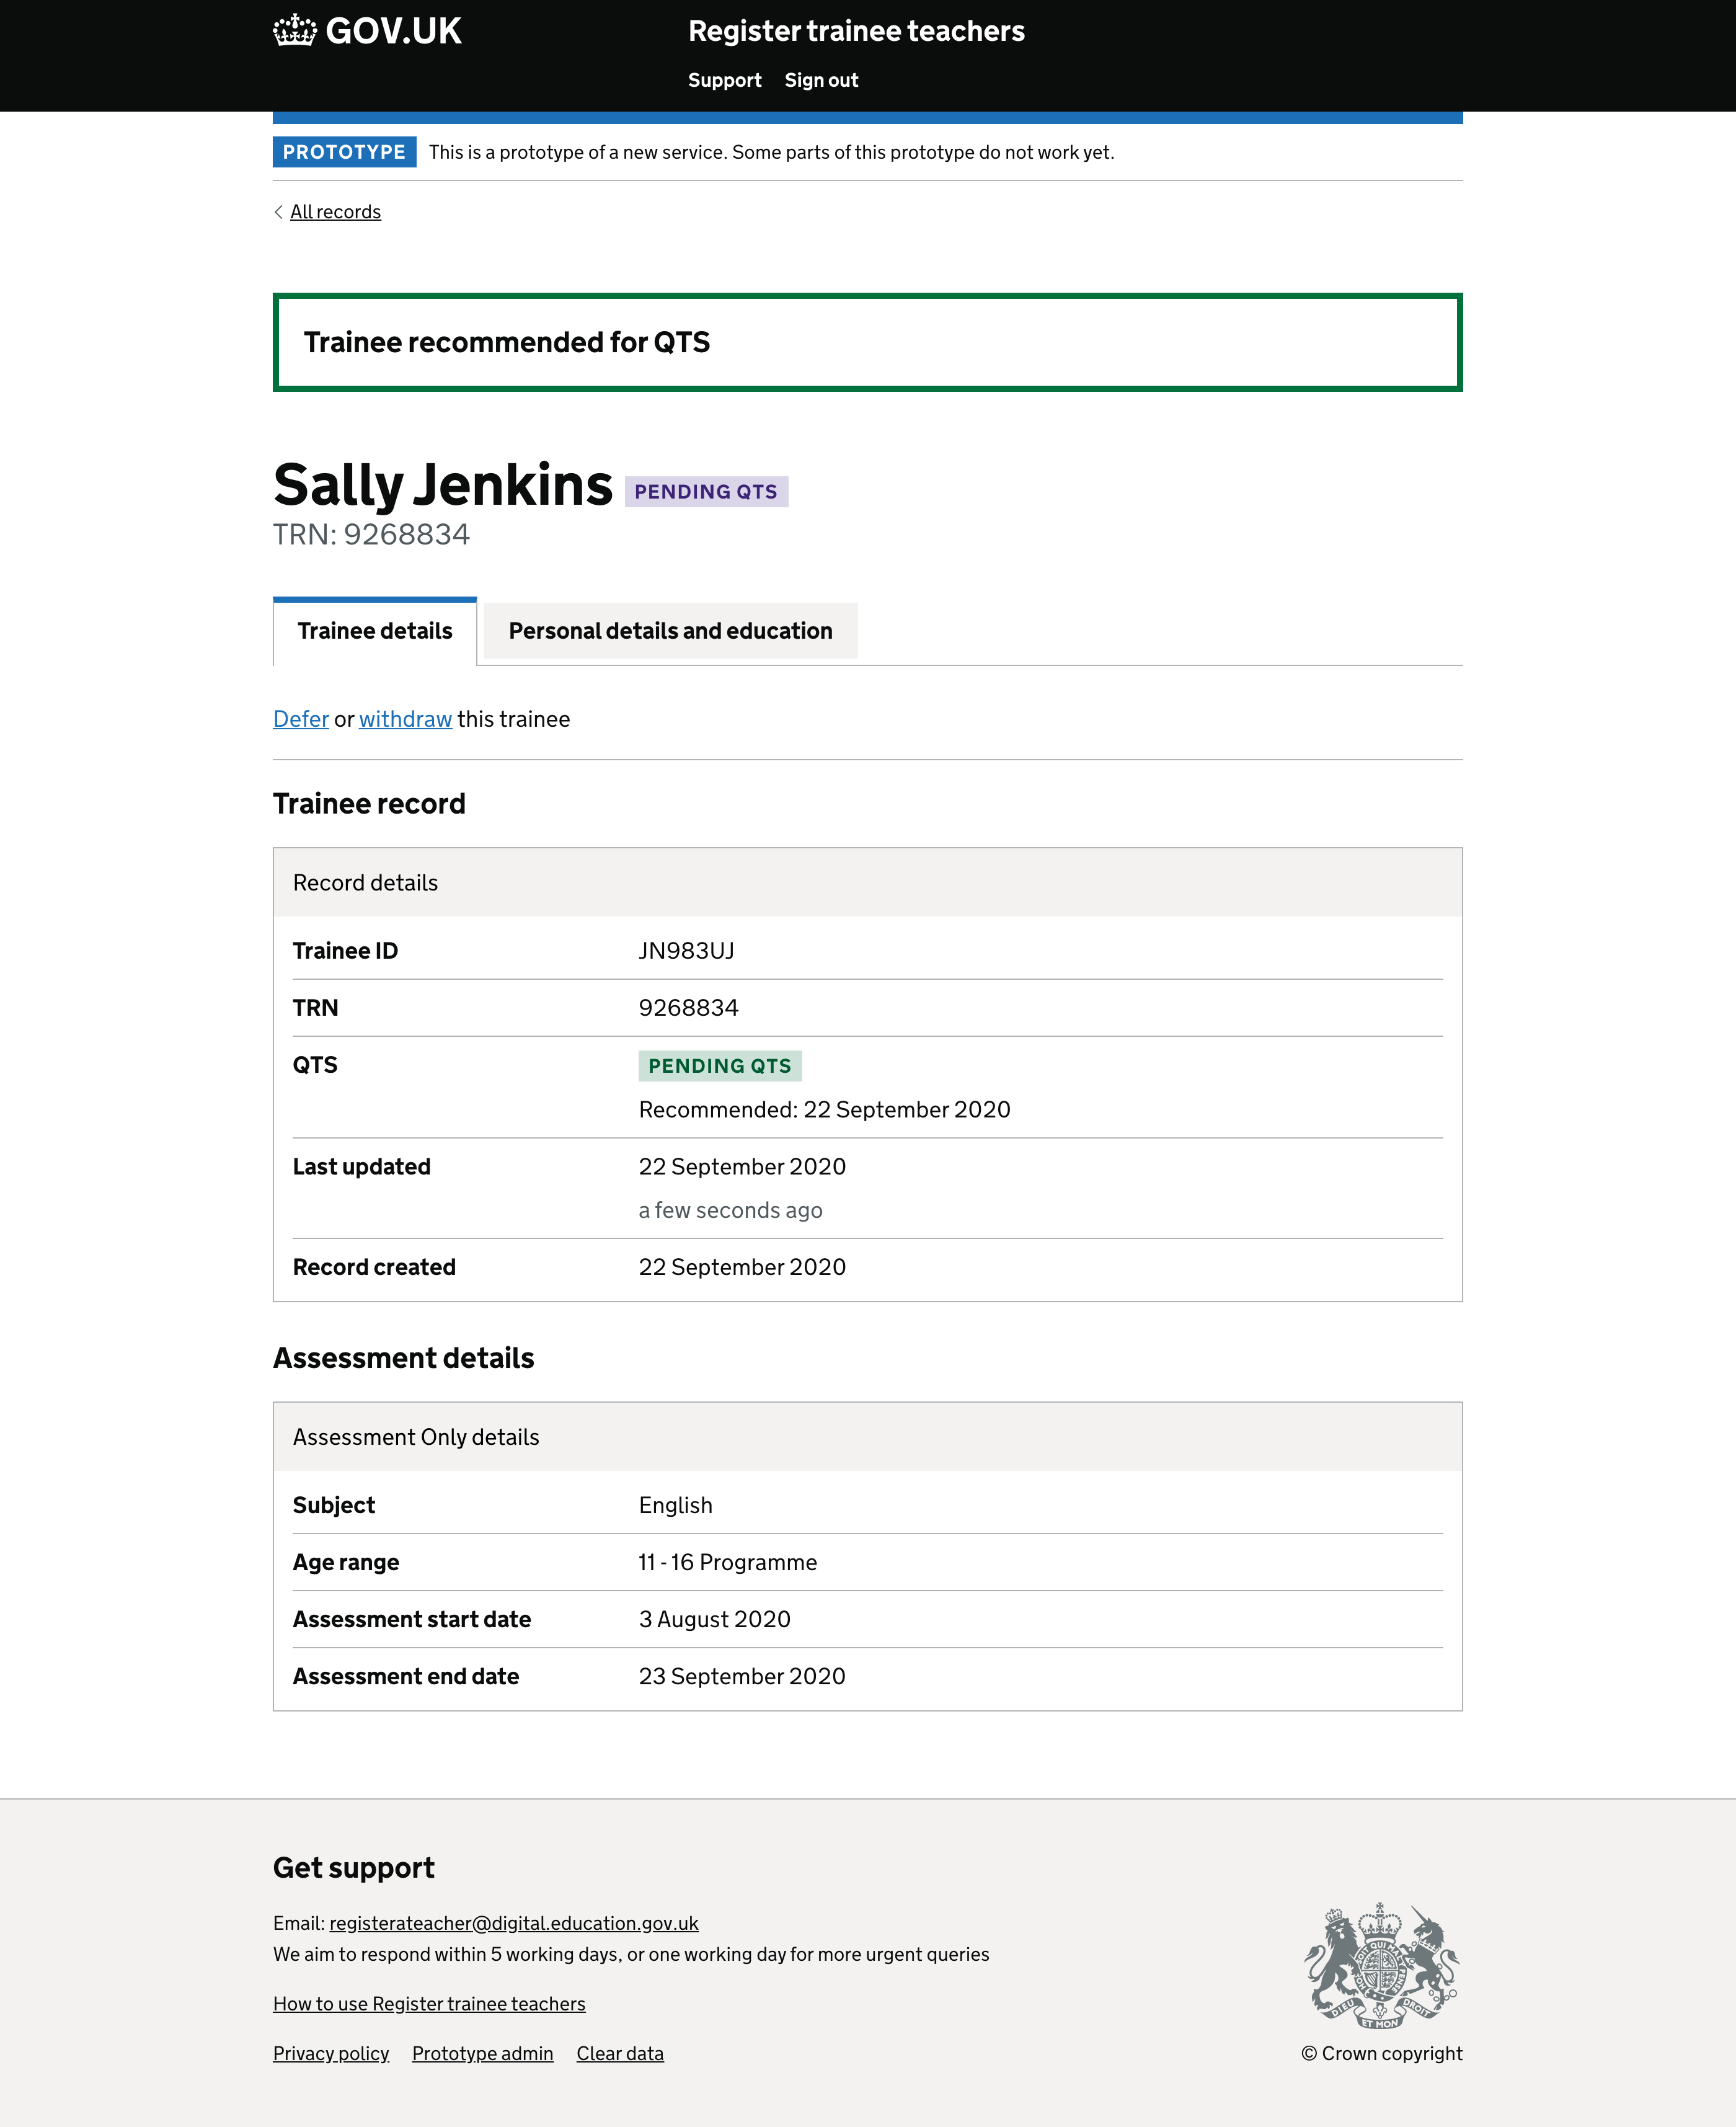 GOV.UK
Register trainee teachers
Support Sign out
PROTOTYPE This is a prototype of a new service. Some parts of this prototype do not work yet.
All records
Trainee recommended for QTS
Sally Jenkins PENDING QTS
TRN: 9268834
Trainee details Personal details and education
Defer or withdraw this trainee
Trainee record
Record details
Trainee ID JN983UJ
TRN 9268834
QTS PENDING QTS
Recommended: 22 September 2020
Last updated 22 September 2020
a few seconds ago
Record created 22 September 2020
Assessment details
Assessment Only details
Subject English
Age range 11 - 16 Programme
Assessment start date 3 August 2020
Assessment end date 23 September 2020
Get support
Email: registerateacher@digital.education.gov.uk
We aim to respond within 5 working days, or one working day for more urgent queries
How to use Register trainee teachers
DIEU ET MON DROIT
Privacy policy Prototype admin Clear data © Crown copyright